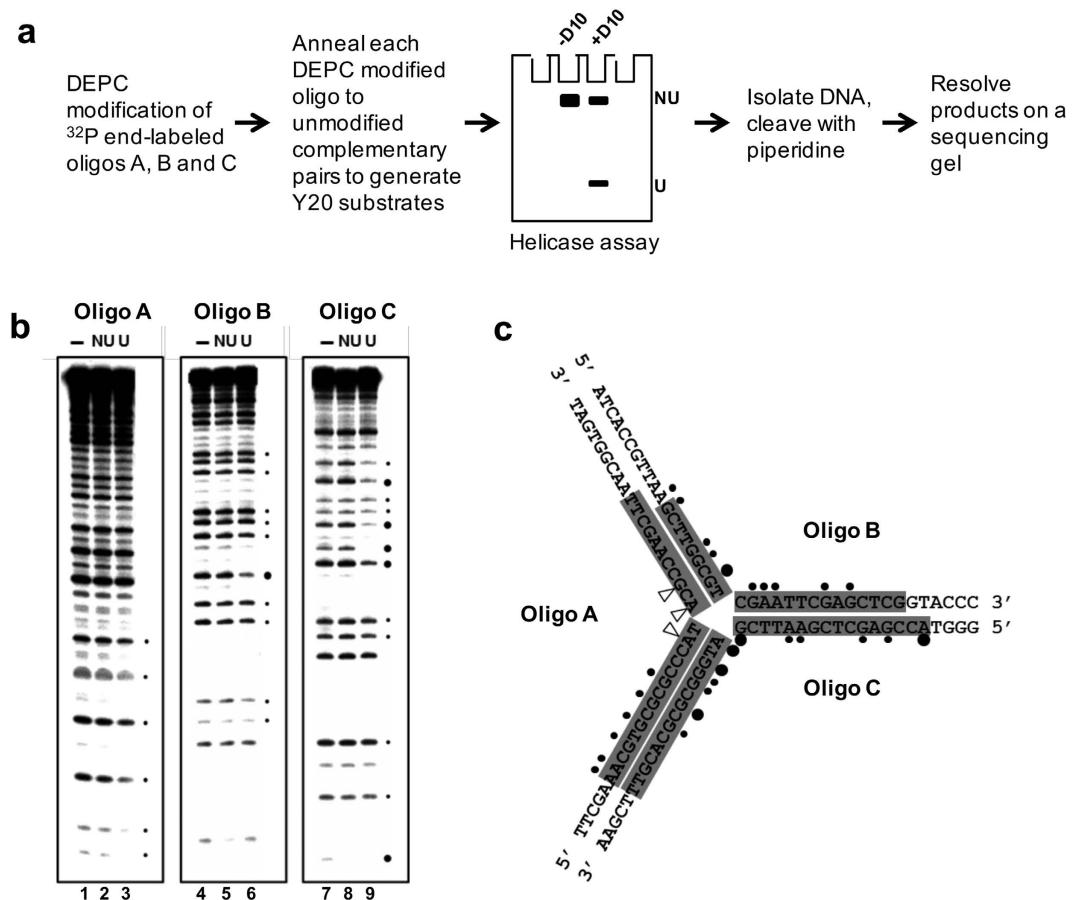 a
DEPC
modification of
32P end-labeled
oligos A, B and C
Anneal each
DEPC modified
oligo to
unmodified
complementary
pairs to generate
Y20 substrates
-D10
+D10
NU
U
Helicase assay
Isolate DNA,
cleave with
piperidine
Resolve
products on a
sequencing
gel
b
Oligo A
Oligo B
Oligo C
– NU U
– NU U
– NU U
1 2 3
4 5 6
7 8 9
c
5′ ATCACCGTTAAGCTTGGCGT
3′ TAGTGGCAATTCGAACCGCA
Oligo B
CGAATTCGAGCTCGGTACCC 3′
GCTTAAGCTCGAGCCATGGG 5′
Oligo A
Oligo C
5′ TTCGAAACGTGCGCGCCCAT
3′ AAGCTTTGCACGCGCGGGTA